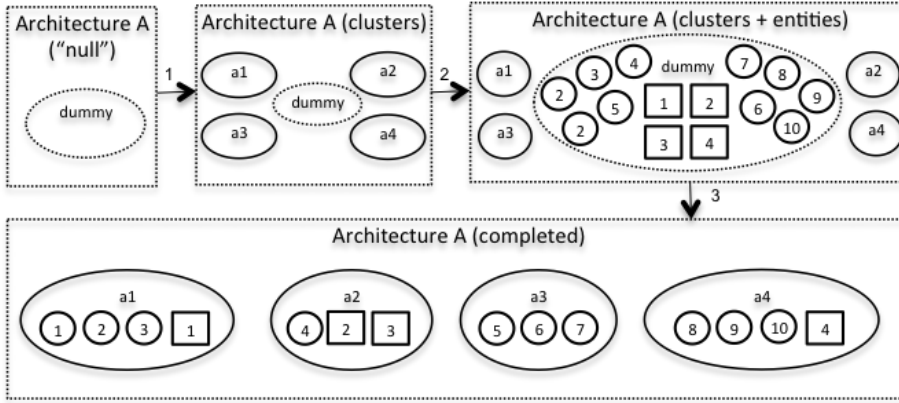 Architecture A
(“null”)
dummy
1
Architecture A (clusters)
a1
a2
dummy
a3
a4
2
Architecture A (clusters + entities)
a1
a2
a3
a4
dummy
2
3
4
5
2
1
2
3
4
7
8
9
6
10
3
Architecture A (completed)
a1
1
2
3
1
a2
4
2
3
a3
5
6
7
a4
8
9
10
4